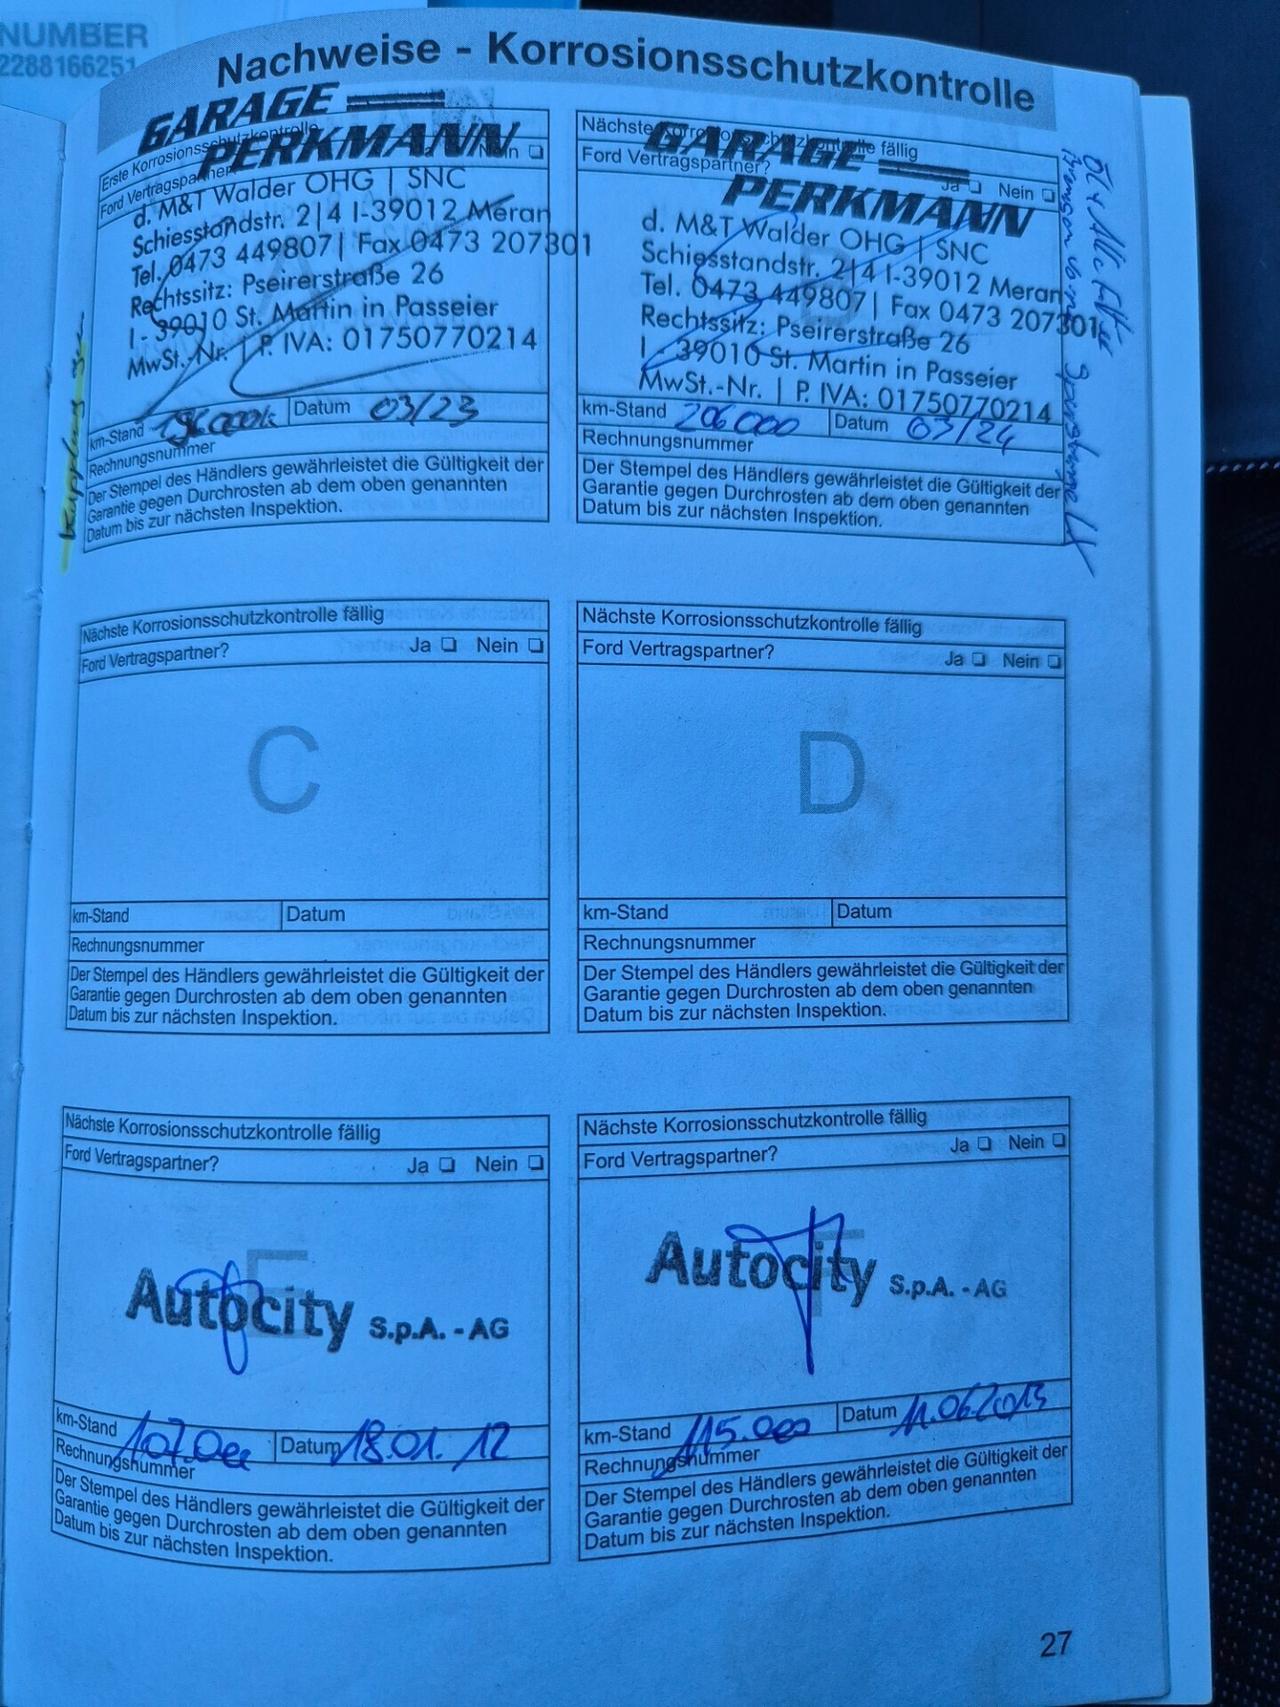 NUMBER
2288166251
Nachweise - Korrosionsschutzkontrolle
GARAGE
PERKMANN
Erste Korrosionsschutzkontrolle
Ford Vertragspartner? Nein
d. M&T Walder OHG | SNC
Schiesstandstr. 2|4 I-39012 Meran
Tel. 0473 449807| Fax 0473 207301
Rechtssitz: Pseirerstraße 26
I - 39010 St. Martin in Passeier
MwSt.-Nr. | P. IVA: 01750770214
km-Stand 196000 Datum 03/23
Rechnungsnummer
Der Stempel des Händlers gewährleistet die Gültigkeit der
Garantie gegen Durchrosten ab dem oben genannten
Datum bis zur nächsten Inspektion.
Nächste Korrosionsschutzkontrolle fällig
Ford Vertragspartner? Ja Nein
GARAGE
PERKMANN
d. M&T Walder OHG | SNC
Schiesstandstr. 2|4 I-39012 Meran
Tel. 0473 449807| Fax 0473 207301
Rechtssitz: Pseirerstraße 26
I - 39010 St. Martin in Passeier
MwSt.-Nr. | P. IVA: 01750770214
km-Stand 206000 Datum 03/24
Rechnungsnummer
Der Stempel des Händlers gewährleistet die Gültigkeit der
Garantie gegen Durchrosten ab dem oben genannten
Datum bis zur nächsten Inspektion.
Öl + Alle Filter
Nächste Korrosionsschutzkontrolle fällig
Ford Vertragspartner? Ja Nein
C
km-Stand Datum
Rechnungsnummer
Der Stempel des Händlers gewährleistet die Gültigkeit der
Garantie gegen Durchrosten ab dem oben genannten
Datum bis zur nächsten Inspektion.
Nächste Korrosionsschutzkontrolle fällig
Ford Vertragspartner? Ja Nein
D
km-Stand Datum
Rechnungsnummer
Der Stempel des Händlers gewährleistet die Gültigkeit der
Garantie gegen Durchrosten ab dem oben genannten
Datum bis zur nächsten Inspektion.
Nächste Korrosionsschutzkontrolle fällig
Ford Vertragspartner? Ja Nein
E
Autocity S.p.A. - AG
km-Stand 107.000 Datum 18.01.12
Rechnungsnummer
Der Stempel des Händlers gewährleistet die Gültigkeit der
Garantie gegen Durchrosten ab dem oben genannten
Datum bis zur nächsten Inspektion.
Nächste Korrosionsschutzkontrolle fällig
Ford Vertragspartner? Ja Nein
F
Autocity S.p.A. - AG
km-Stand 115.000 Datum 11.06.2013
Rechnungsnummer
Der Stempel des Händlers gewährleistet die Gültigkeit der
Garantie gegen Durchrosten ab dem oben genannten
Datum bis zur nächsten Inspektion.
27